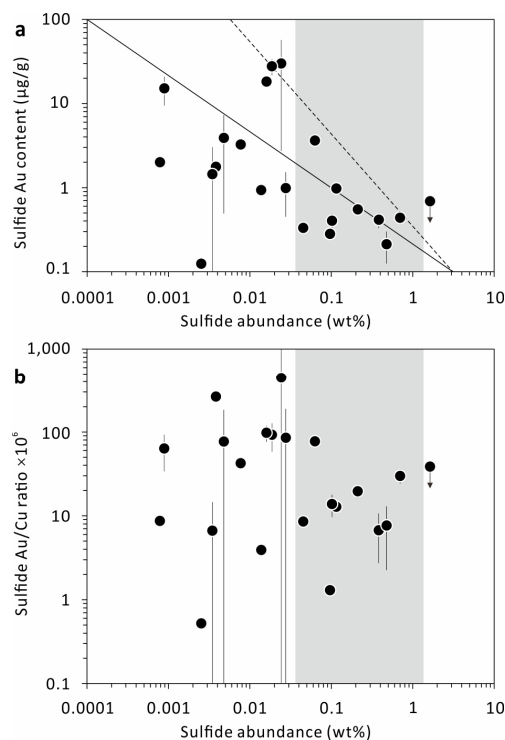 a
Sulfide Au content (µg/g)
100
10
1
0.1
0.0001 0.001 0.01 0.1 1 10
Sulfide abundance (wt%)
b
Sulfide Au/Cu ratio ×10⁶
1,000
100
10
1
0.1
0.0001 0.001 0.01 0.1 1 10
Sulfide abundance (wt%)